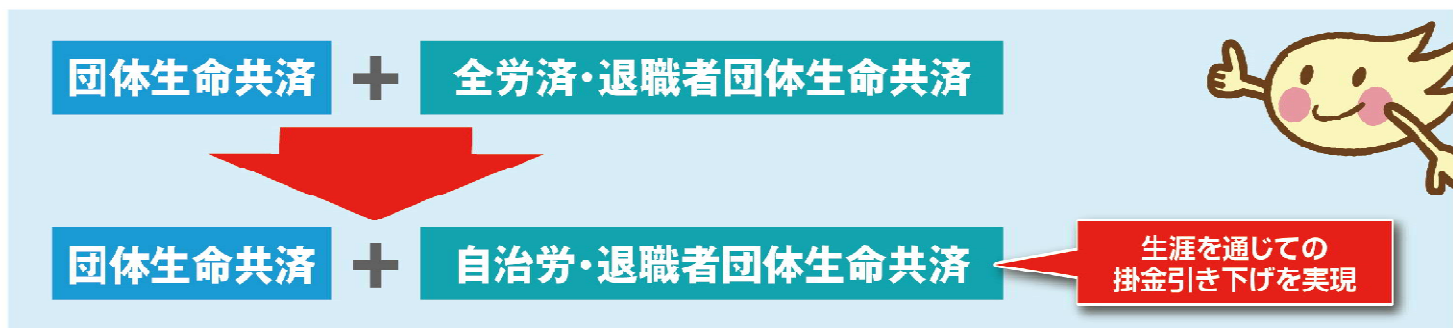 団体生命共済 + 全労済・退職者団体生命共済
団体生命共済 + 自治労・退職者団体生命共済
生涯を通じての
掛金引き下げを実現